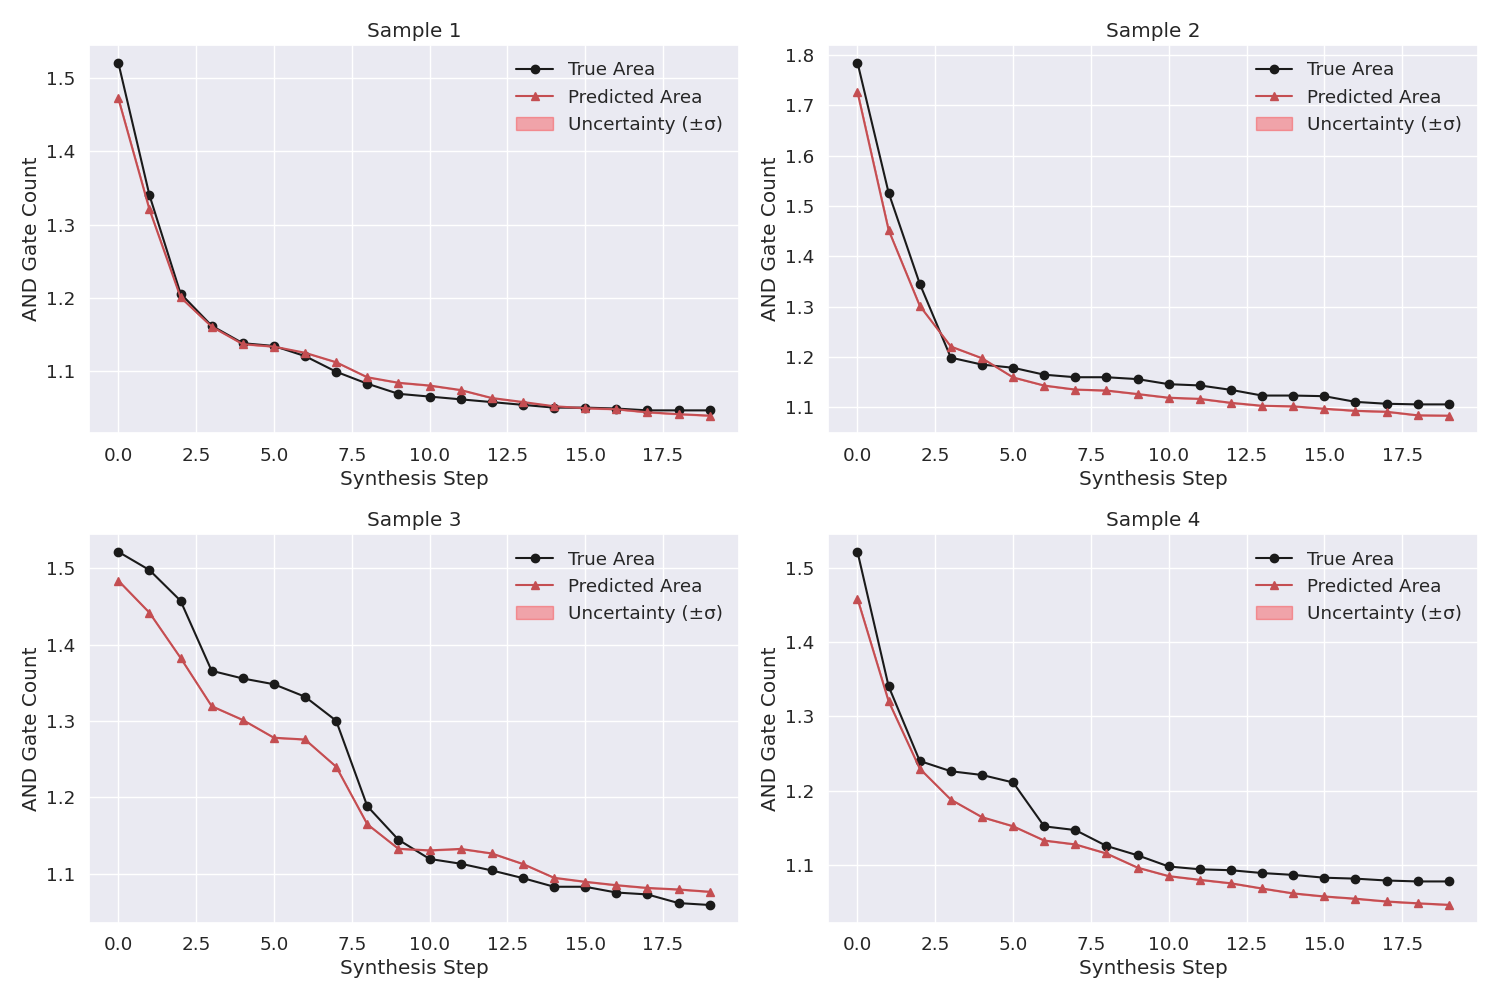 Sample 1
True Area
Predicted Area
Uncertainty (±σ)
1.5
1.4
1.3
1.2
1.1
AND Gate Count
0.0 2.5 5.0 7.5 10.0 12.5 15.0 17.5
Synthesis Step
Sample 2
True Area
Predicted Area
Uncertainty (±σ)
1.8
1.7
1.6
1.5
1.4
1.3
1.2
1.1
AND Gate Count
0.0 2.5 5.0 7.5 10.0 12.5 15.0 17.5
Synthesis Step
Sample 3
True Area
Predicted Area
Uncertainty (±σ)
1.5
1.4
1.3
1.2
1.1
AND Gate Count
0.0 2.5 5.0 7.5 10.0 12.5 15.0 17.5
Synthesis Step
Sample 4
True Area
Predicted Area
Uncertainty (±σ)
1.5
1.4
1.3
1.2
1.1
AND Gate Count
0.0 2.5 5.0 7.5 10.0 12.5 15.0 17.5
Synthesis Step